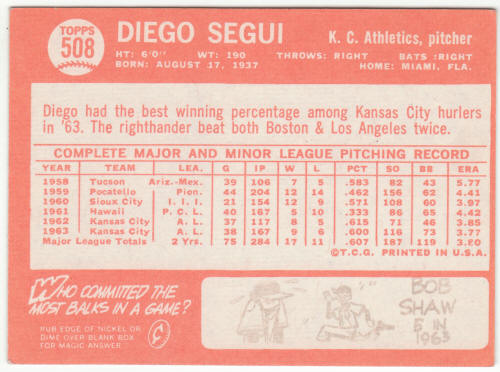 TOPPS
508
DIEGO SEGUI
K. C. Athletics, pitcher
HT: 6'0" WT: 190 THROWS: RIGHT BATS: RIGHT
BORN: AUGUST 17, 1937 HOME: MIAMI, FLA.
Diego had the best winning percentage among Kansas City hurlers
in '63. The righthander beat both Boston & Los Angeles twice.
COMPLETE MAJOR AND MINOR LEAGUE PITCHING RECORD
YEAR TEAM LEA. G IP W L PCT SO BB ERA
1958 Tucson Ariz.-Mex. 39 106 7 5 .583 82 43 5.77
1959 Pocatello Pion. 44 204 12 14 .462 156 62 4.41
1960 Sioux City I. I. I. 21 154 12 9 .571 108 60 3.97
1961 Hawaii P. C. L. 40 167 5 10 .333 86 65 4.42
1962 Kansas City A. L. 37 117 8 5 .615 71 46 3.85
1963 Kansas City A. L. 38 167 9 6 .600 116 73 3.77
Major League Totals 2 Yrs. 75 284 17 11 .607 187 119 3.80
©T.C.G. PRINTED IN U.S.A.
WHO COMMITTED THE
MOST BALKS IN A GAME?
RUB EDGE OF NICKEL OR
DIME OVER BLANK BOX
FOR MAGIC ANSWER
BOB
SHAW
5 IN
1963